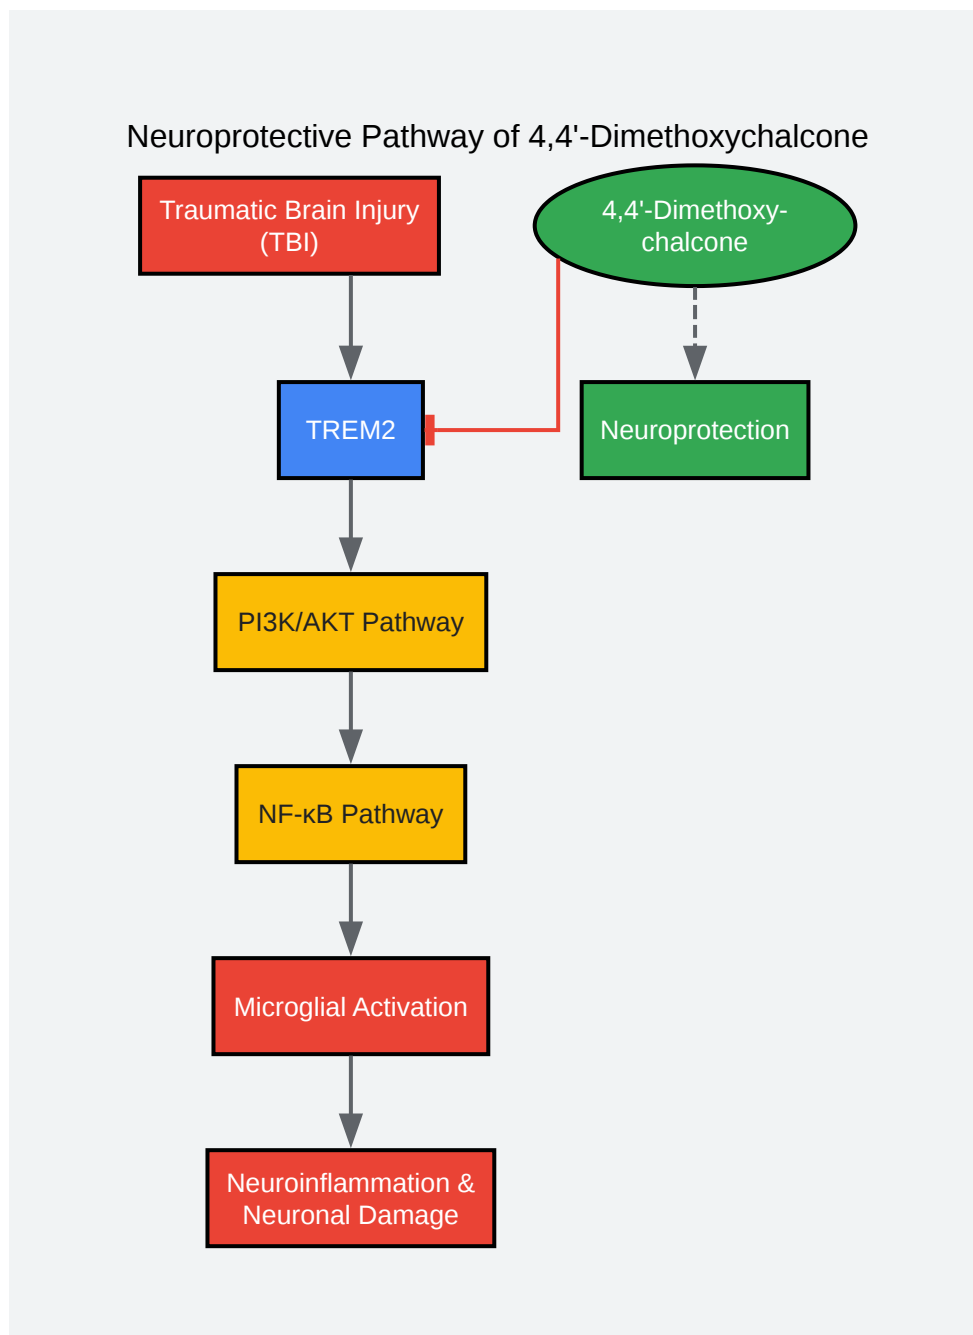 Neuroprotective Pathway of 4,4'-Dimethoxychalcone
Traumatic Brain Injury
(TBI)
4,4'-Dimethoxy-
chalcone
TREM2
Neuroprotection
PI3K/AKT Pathway
NF-κB Pathway
Microglial Activation
Neuroinflammation &
Neuronal Damage